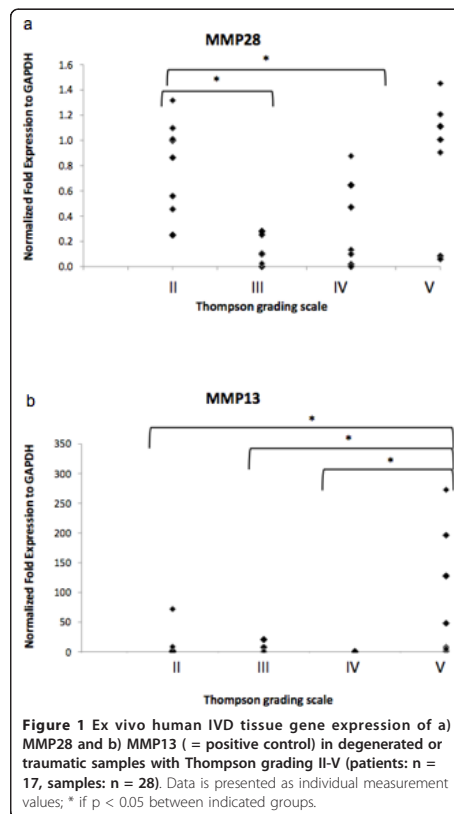 a
MMP28
*
*
Normalized Fold Expression to GAPDH
1.6
1.4
1.2
1.0
0.8
0.6
0.4
0.2
0.0
II III IV V
Thompson grading scale
b
MMP13
*
*
*
Normalized Fold Expression to GAPDH
350
300
250
200
150
100
50
0
II III IV V
Thompson grading scale
Figure 1 Ex vivo human IVD tissue gene expression of a)
MMP28 and b) MMP13 ( = positive control) in degenerated or
traumatic samples with Thompson grading II-V (patients: n =
17, samples: n = 28). Data is presented as individual measurement
values; * if p < 0.05 between indicated groups.